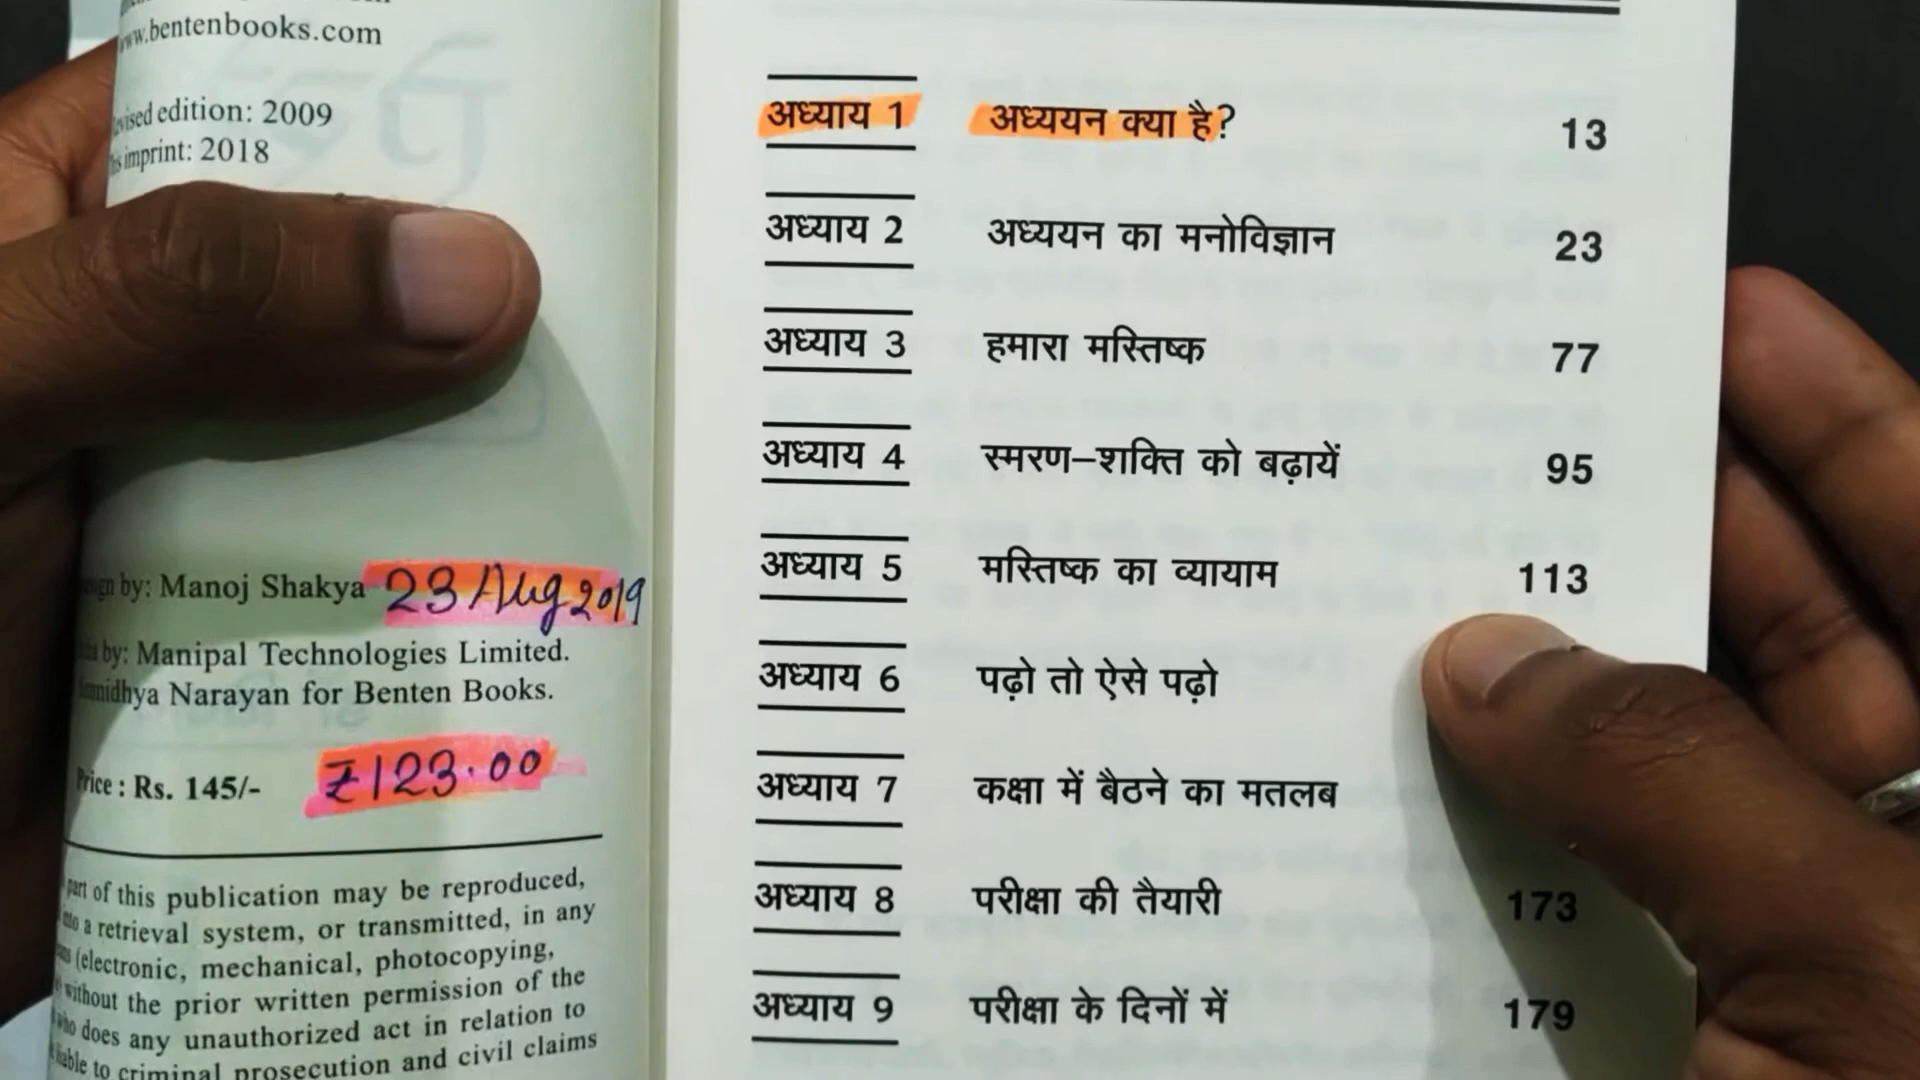 www.bentenbooks.com
edition: 2009
imprint: 2018
by: Manoj Shakya 23 Aug 2019
by: Manipal Technologies Limited.
Narayan for Benten Books.
Price : Rs. 145/- ₹123.00
part of this publication may be reproduced,
a retrieval system, or transmitted, in any
(electronic, mechanical, photocopying,
without the prior written permission of the
who does any unauthorized act in relation to
liable to criminal prosecution and civil claims
अध्याय 1 अध्ययन क्या है? 13
अध्याय 2 अध्ययन का मनोविज्ञान 23
अध्याय 3 हमारा मस्तिष्क 77
अध्याय 4 स्मरण–शक्ति को बढ़ायें 95
अध्याय 5 मस्तिष्क का व्यायाम 113
अध्याय 6 पढ़ो तो ऐसे पढ़ो
अध्याय 7 कक्षा में बैठने का मतलब
अध्याय 8 परीक्षा की तैयारी 173
अध्याय 9 परीक्षा के दिनों में 179